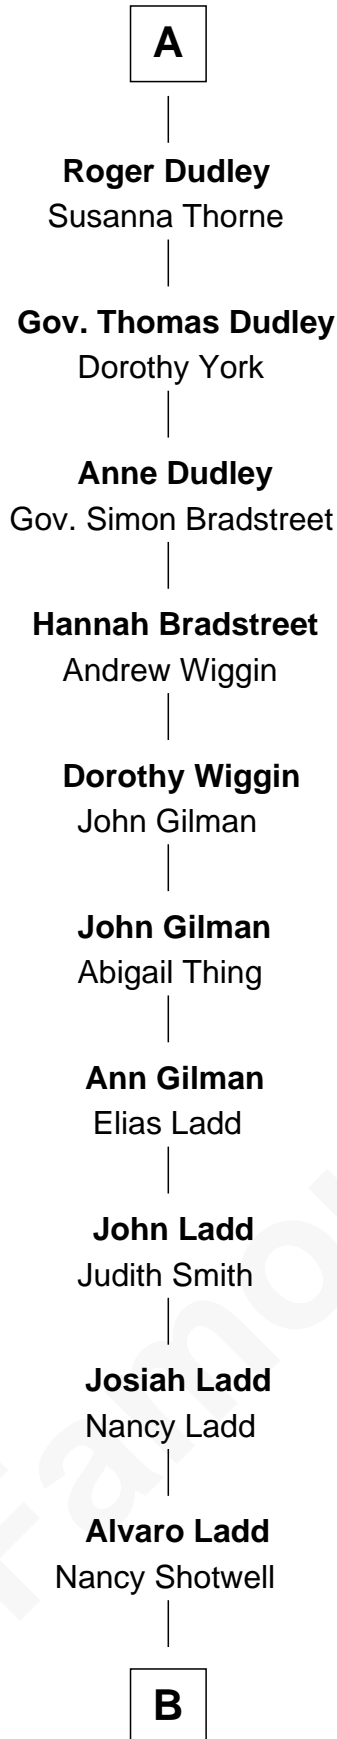 A
Roger Dudley
Susanna Thorne
Gov. Thomas Dudley
Dorothy York
Anne Dudley
Gov. Simon Bradstreet
Hannah Bradstreet
Andrew Wiggin
Dorothy Wiggin
John Gilman
John Gilman
Abigail Thing
Ann Gilman
Elias Ladd
John Ladd
Judith Smith
Josiah Ladd
Nancy Ladd
Alvaro Ladd
Nancy Shotwell
B